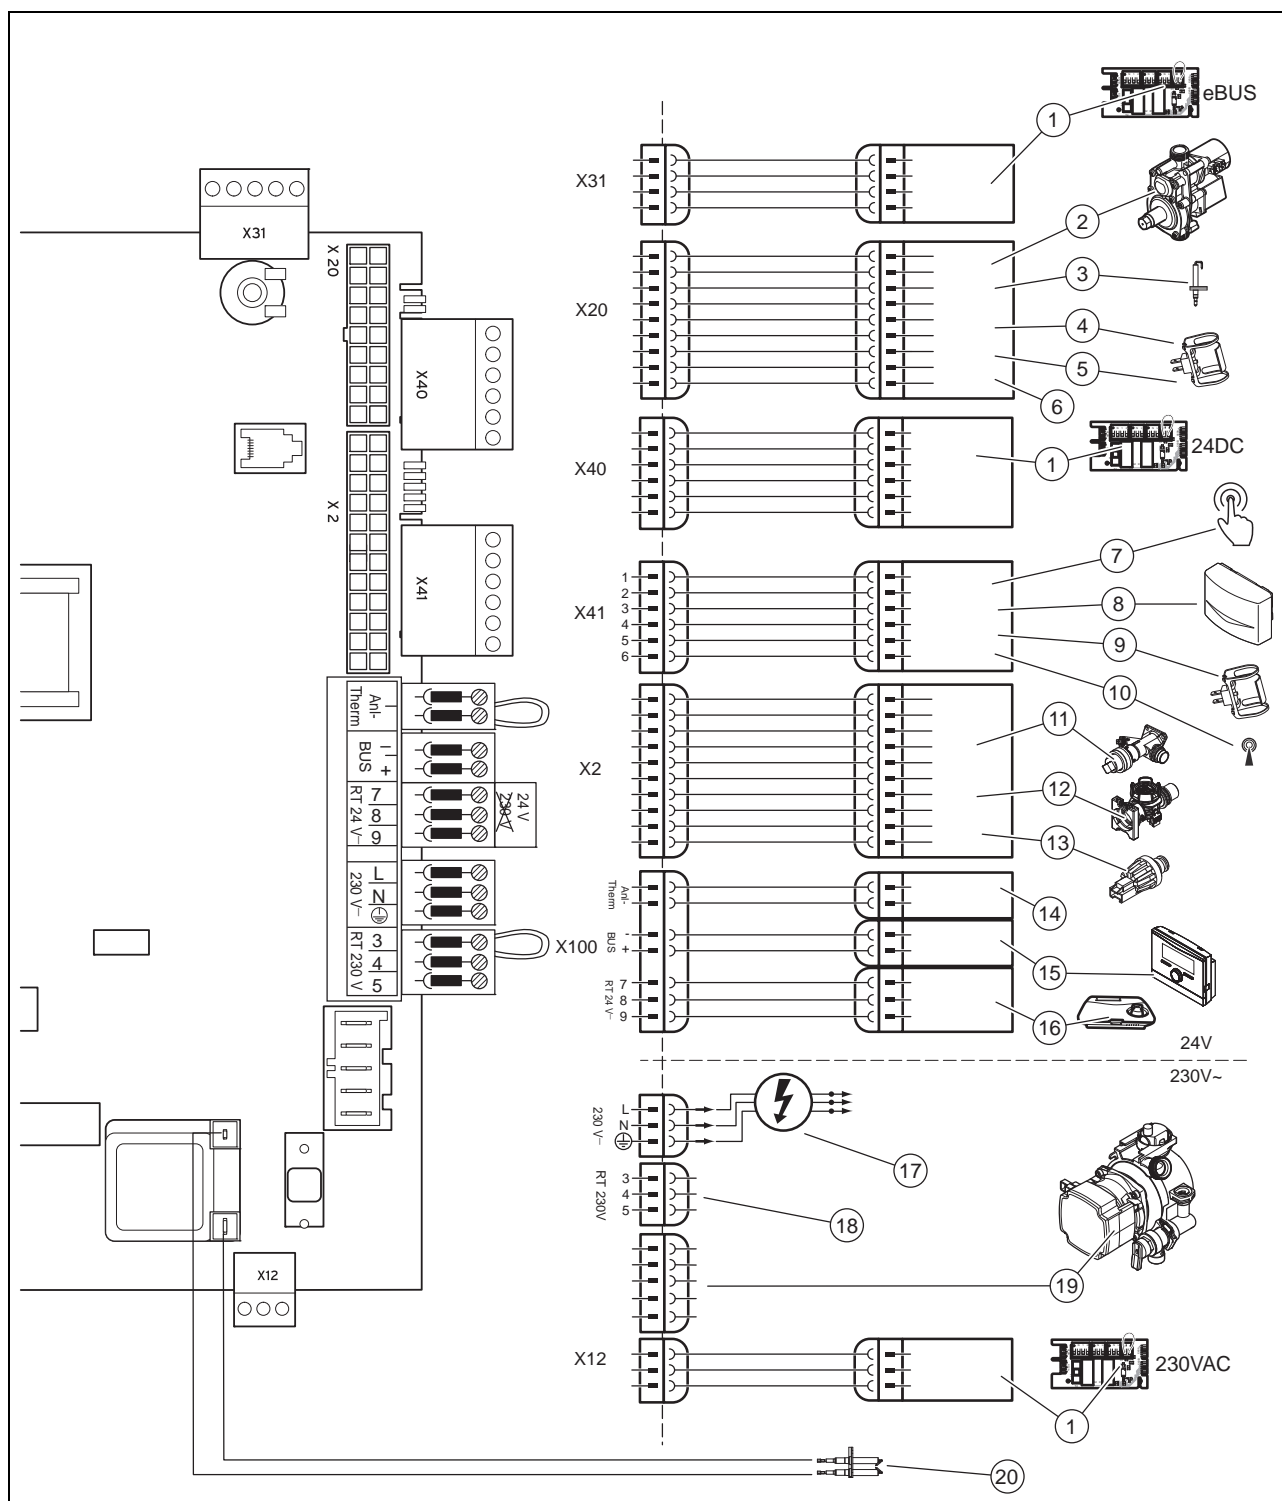 eBUS
1
X31
X31
2
X 20
3
X20
4
5
6
X40
24DC
X40
1
X 2
7
X41
1
2
3
4
5
6
X41
8
9
10
Anl-
Therm
11
BUS
- +
X2
12
RT 24 V
7
8
9
24 V
230 V
13
230 V~
L
N
Anl-
Therm
14
RT 230 V
3
4
5
X100
BUS
-
+
15
RT 24 V
7
8
9
16
24V
230V~
230 V~
L
N
17
RT 230V
3
4
5
18
19
X12
X12
230VAC
1
20